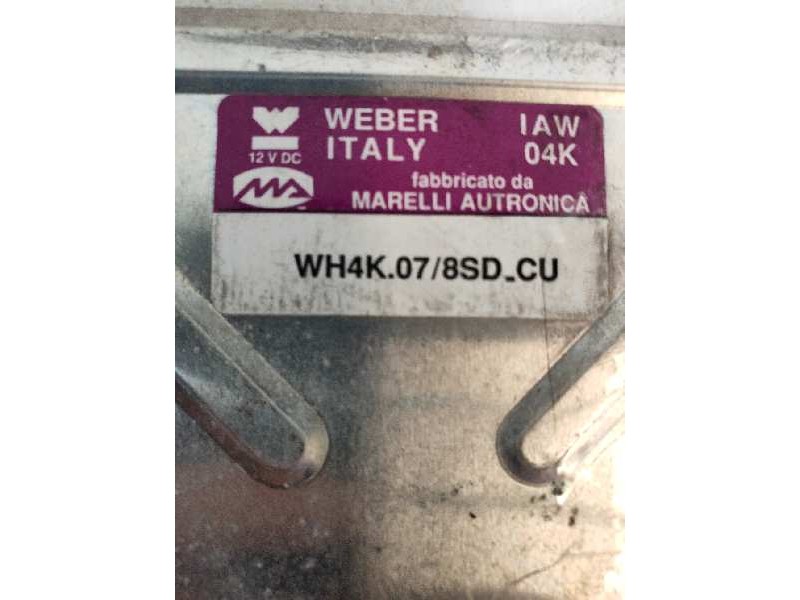 WEBER IAW
ITALY 04K
12 V DC
fabbricato da
MARELLI AUTRONICA
WH4K.07/8SD_CU